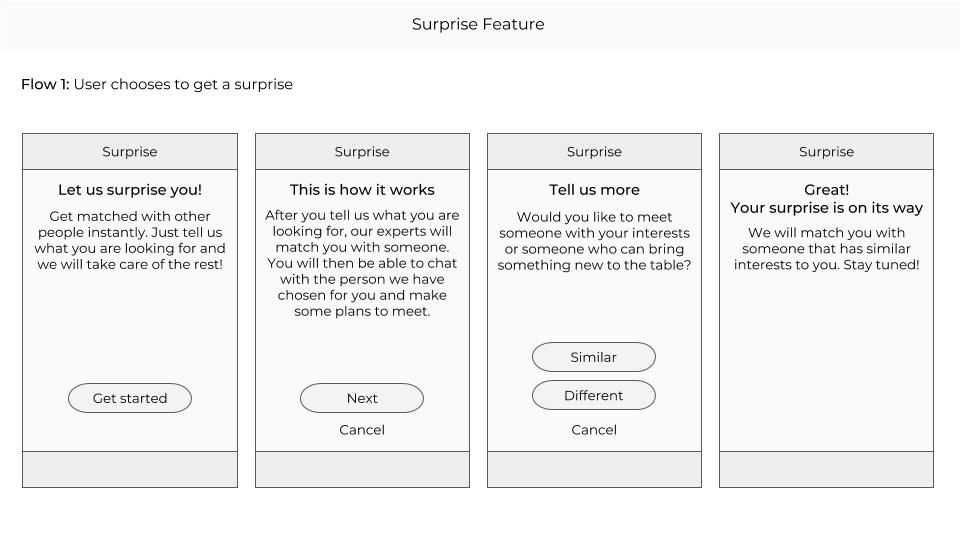 Surprise Feature
Flow 1: User chooses to get a surprise
Surprise
Let us surprise you!
Get matched with other
people instantly. Just tell us
what you are looking for and
we will take care of the rest!
Get started
Surprise
This is how it works
After you tell us what you are
looking for, our experts will
match you with someone.
You will then be able to chat
with the person we have
chosen for you and make
some plans to meet.
Next
Cancel
Surprise
Tell us more
Would you like to meet
someone with your interests
or someone who can bring
something new to the table?
Similar
Different
Cancel
Surprise
Great!
Your surprise is on its way
We will match you with
someone that has similar
interests to you. Stay tuned!